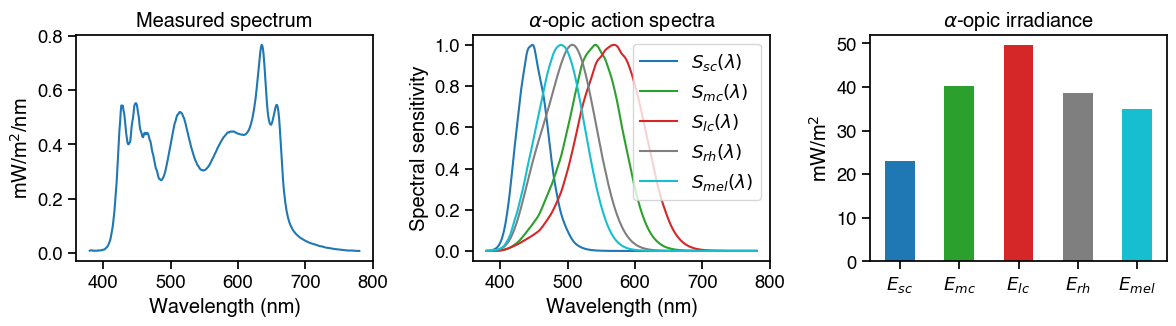 Measured spectrum
mW/m²/nm
0.8
0.6
0.4
0.2
0.0
400 500 600 700 800
Wavelength (nm)
α-opic action spectra
Spectral sensitivity
1.0
0.8
0.6
0.4
0.2
0.0
S_sc(λ)
S_mc(λ)
S_lc(λ)
S_rh(λ)
S_mel(λ)
400 500 600 700 800
Wavelength (nm)
α-opic irradiance
mW/m²
50
40
30
20
10
0
E_sc E_mc E_lc E_rh E_mel